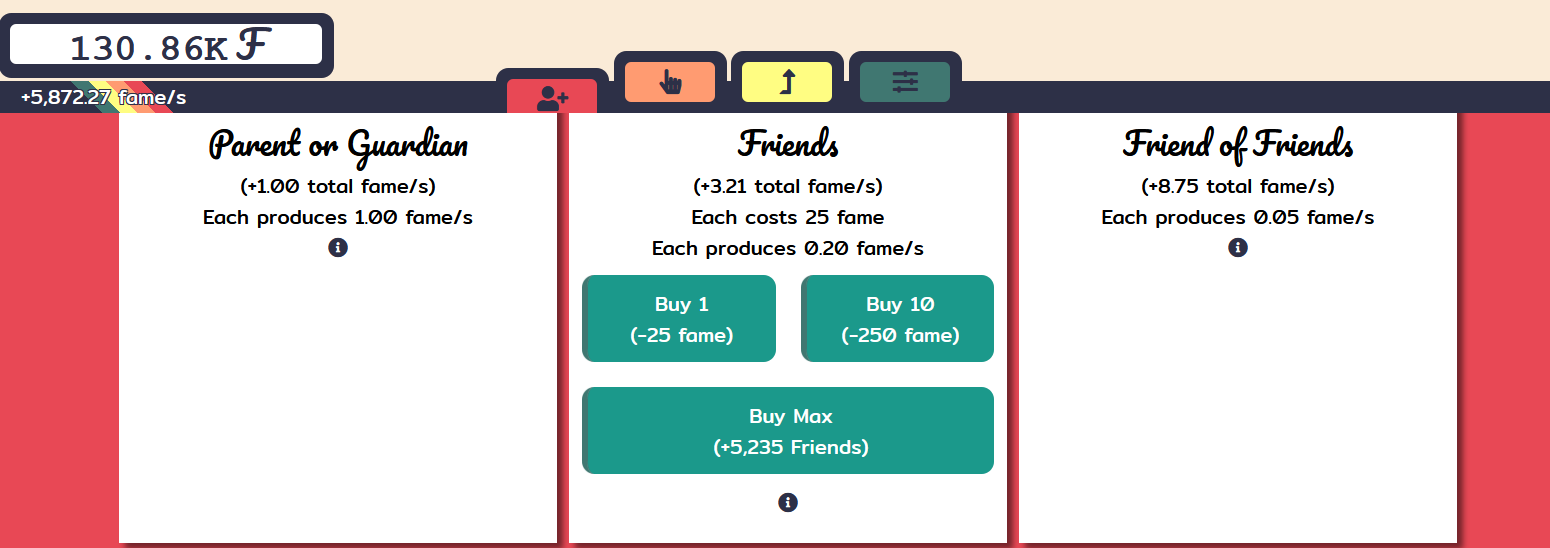 130.86K F
+5,872.27 fame/s
Parent or Guardian
(+1.00 total fame/s)
Each produces 1.00 fame/s
Friends
(+3.21 total fame/s)
Each costs 25 fame
Each produces 0.20 fame/s
Buy 1
(-25 fame)
Buy 10
(-250 fame)
Buy Max
(+5,235 Friends)
Friend of Friends
(+8.75 total fame/s)
Each produces 0.05 fame/s